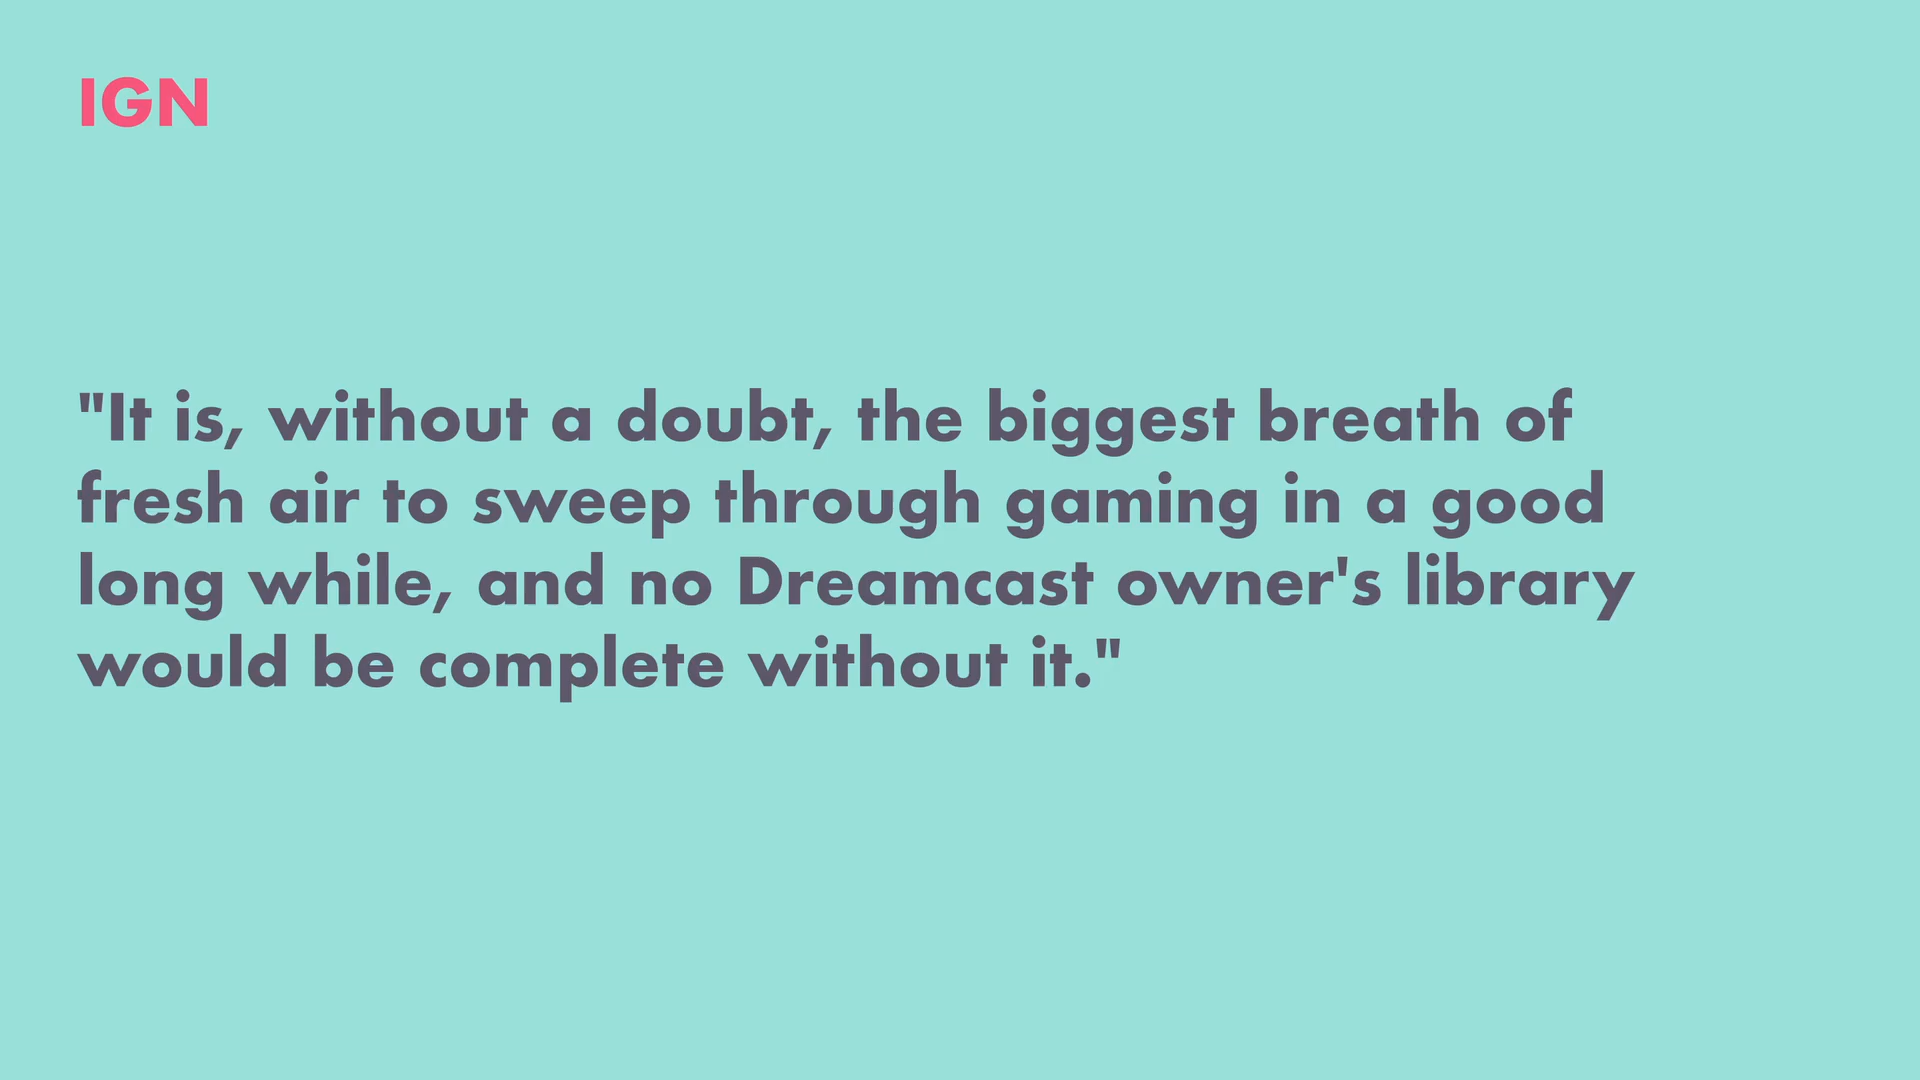 IGN
"It is, without a doubt, the biggest breath of
fresh air to sweep through gaming in a good
long while, and no Dreamcast owner's library
would be complete without it."